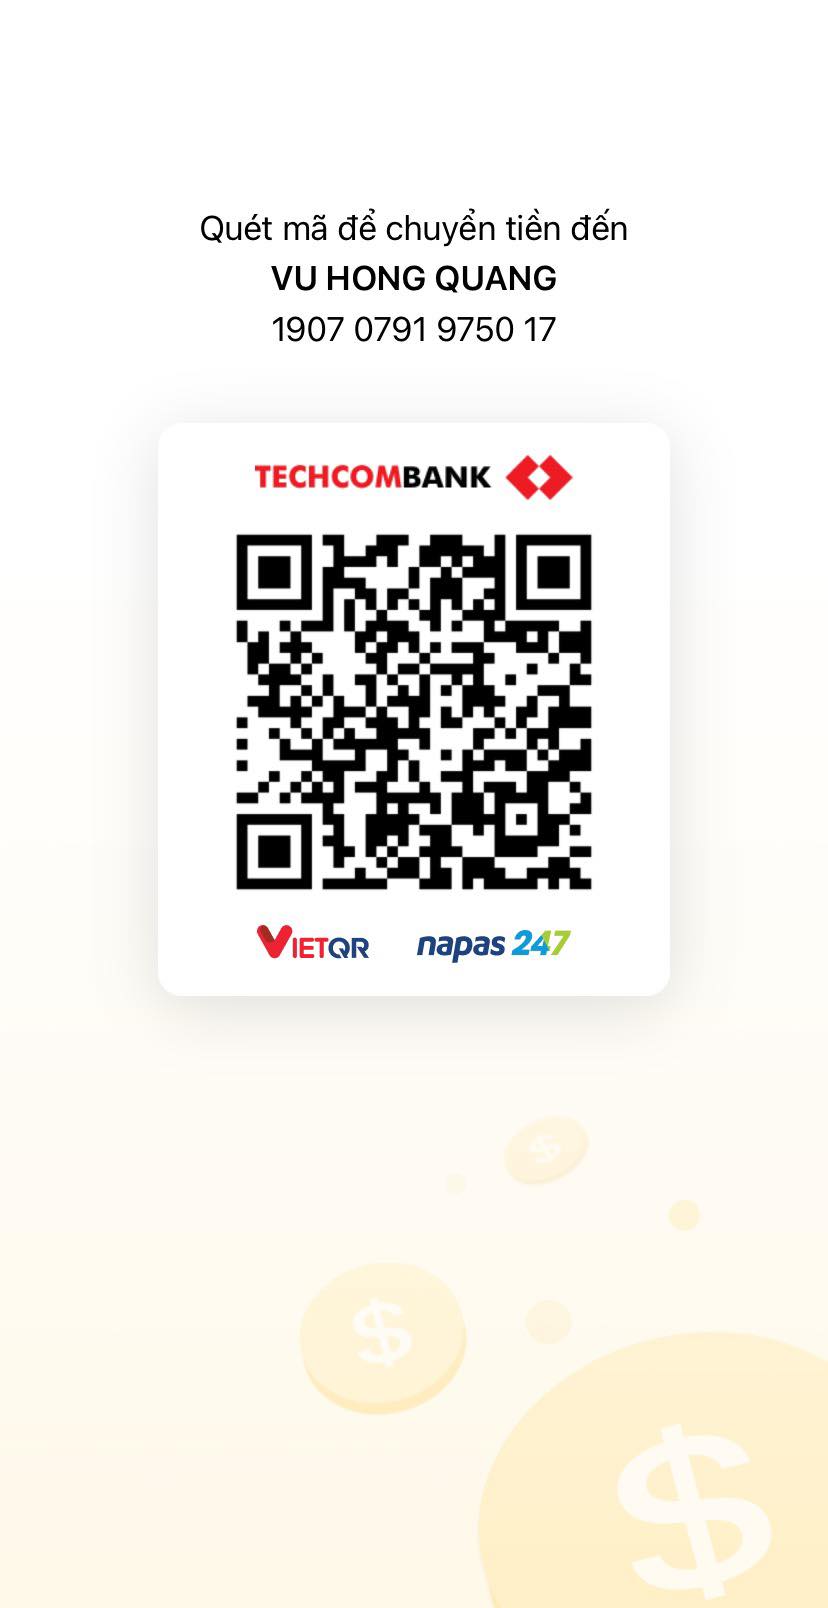 Quét mã để chuyển tiền đến
VU HONG QUANG
1907 0791 9750 17
TECHCOMBANK
VIETQR napas 247
$
$
$